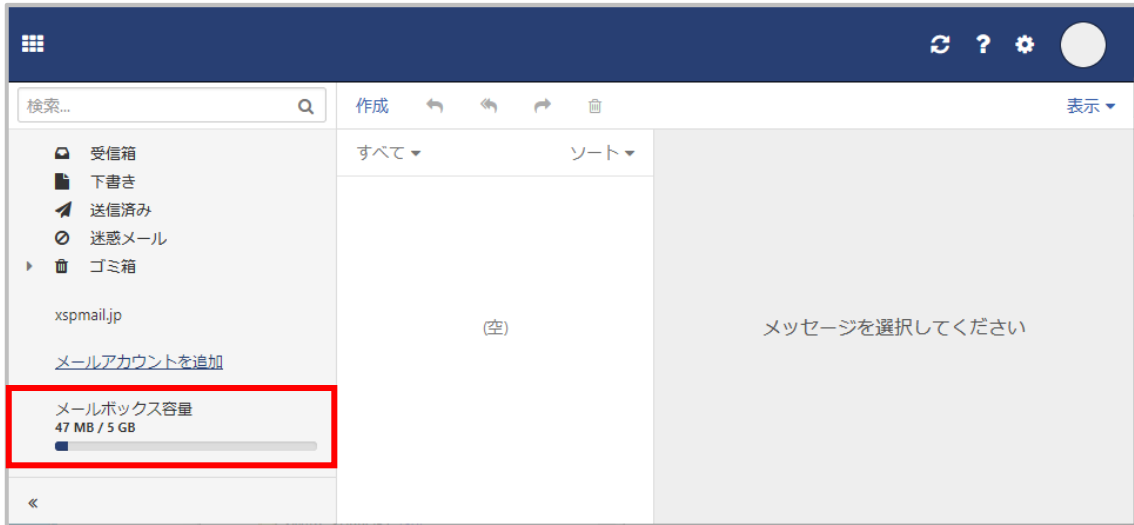 検索...
作成
表示
受信箱
下書き
送信済み
迷惑メール
ゴミ箱
xspmail.jp
メールアカウントを追加
メールボックス容量
47 MB / 5 GB
«
すべて
ソート
(空)
メッセージを選択してください